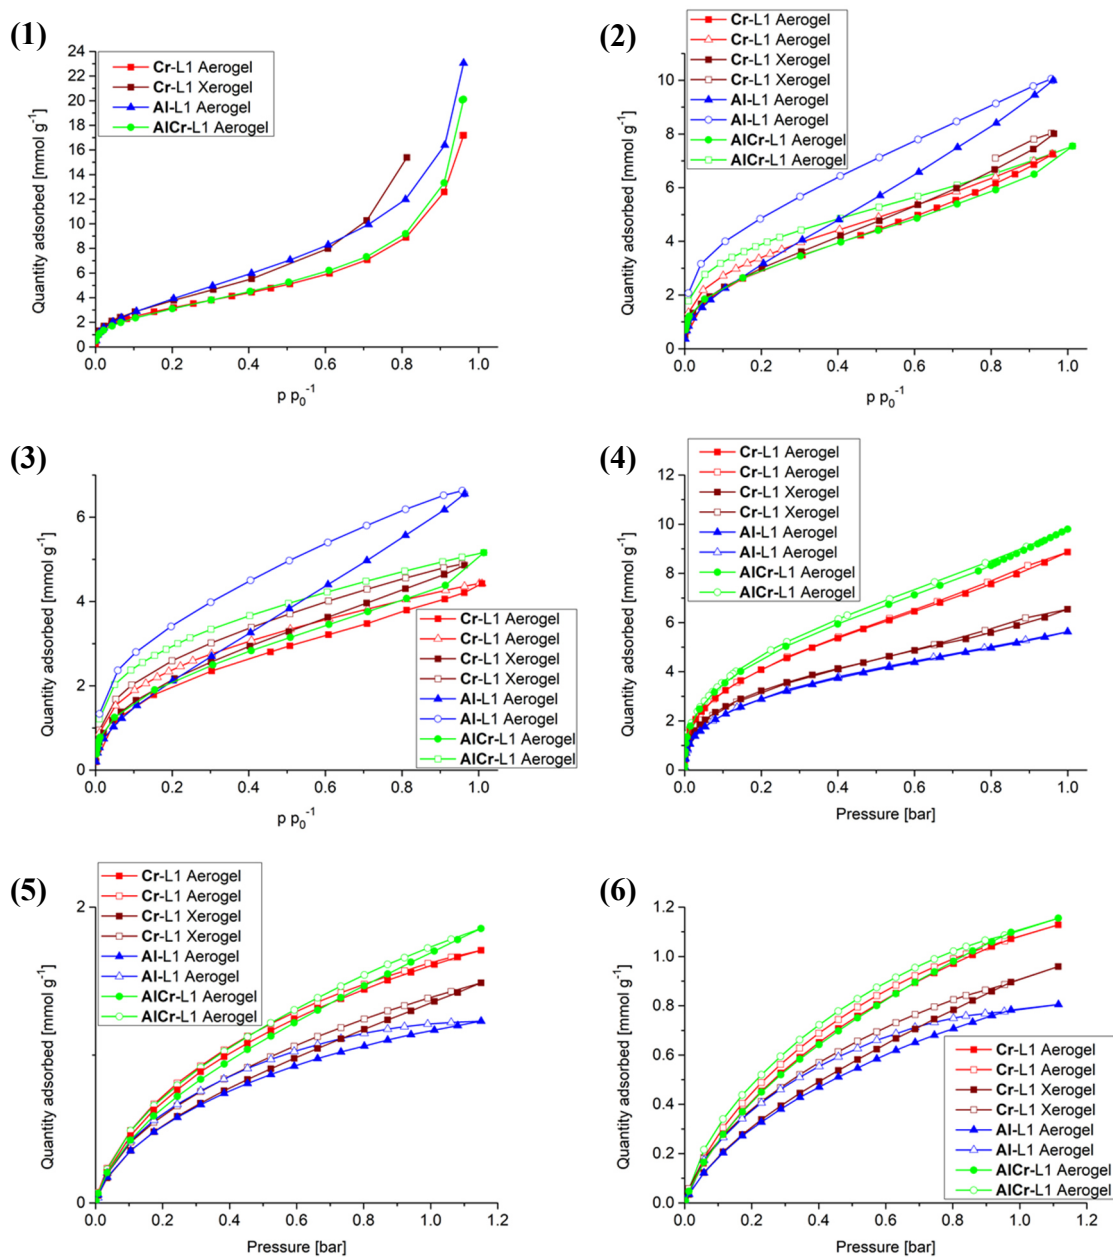 (1)
24
22
20
18
16
14
12
10
8
6
4
2
0
Quantity adsorbed [mmol g-1]
Cr-L1 Aerogel
Cr-L1 Xerogel
Al-L1 Aerogel
AlCr-L1 Aerogel
0.0 0.2 0.4 0.6 0.8 1.0
p p0-1
(2)
10
8
6
4
2
0
Quantity adsorbed [mmol g-1]
Cr-L1 Aerogel
Cr-L1 Aerogel
Cr-L1 Xerogel
Cr-L1 Xerogel
Al-L1 Aerogel
Al-L1 Aerogel
AlCr-L1 Aerogel
AlCr-L1 Aerogel
0.0 0.2 0.4 0.6 0.8 1.0
p p0-1
(3)
6
4
2
0
Quantity adsorbed [mmol g-1]
Cr-L1 Aerogel
Cr-L1 Aerogel
Cr-L1 Xerogel
Cr-L1 Xerogel
Al-L1 Aerogel
Al-L1 Aerogel
AlCr-L1 Aerogel
AlCr-L1 Aerogel
0.0 0.2 0.4 0.6 0.8 1.0
p p0-1
(4)
12
10
8
6
4
2
0
Quantity adsorbed [mmol g-1]
Cr-L1 Aerogel
Cr-L1 Aerogel
Cr-L1 Xerogel
Cr-L1 Xerogel
Al-L1 Aerogel
Al-L1 Aerogel
AlCr-L1 Aerogel
AlCr-L1 Aerogel
0.0 0.2 0.4 0.6 0.8 1.0
Pressure [bar]
(5)
2
0
Quantity adsorbed [mmol g-1]
Cr-L1 Aerogel
Cr-L1 Aerogel
Cr-L1 Xerogel
Cr-L1 Xerogel
Al-L1 Aerogel
Al-L1 Aerogel
AlCr-L1 Aerogel
AlCr-L1 Aerogel
0.0 0.2 0.4 0.6 0.8 1.0 1.2
Pressure [bar]
(6)
1.2
1.0
0.8
0.6
0.4
0.2
0.0
Quantity adsorbed [mmol g-1]
Cr-L1 Aerogel
Cr-L1 Aerogel
Cr-L1 Xerogel
Cr-L1 Xerogel
Al-L1 Aerogel
Al-L1 Aerogel
AlCr-L1 Aerogel
AlCr-L1 Aerogel
0.0 0.2 0.4 0.6 0.8 1.0 1.2
Pressure [bar]